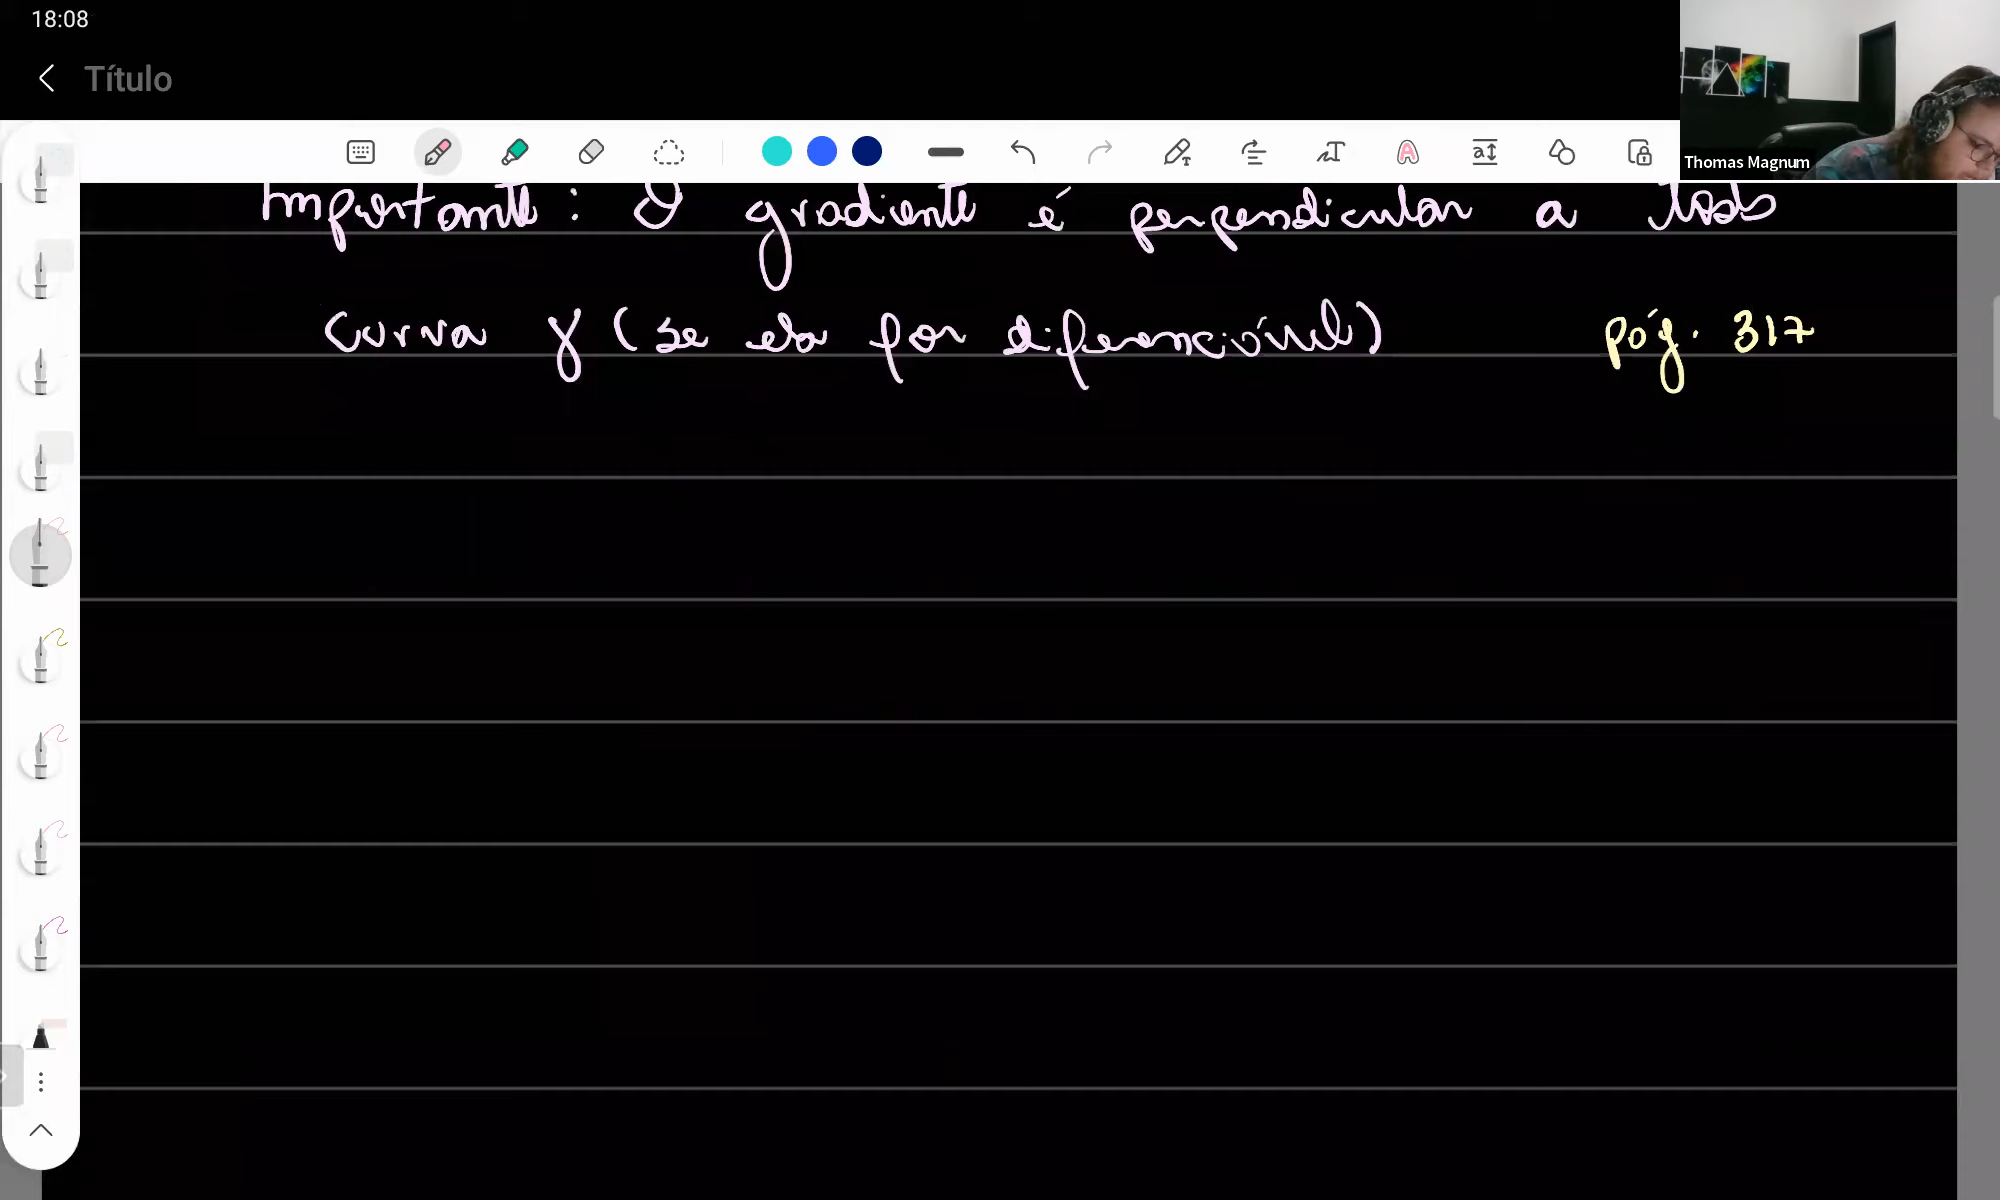 18:08
Título
Thomas Magnum
Importante: O gradiente é perpendicular a toda
curva γ (se ela for diferenciável) pág. 317